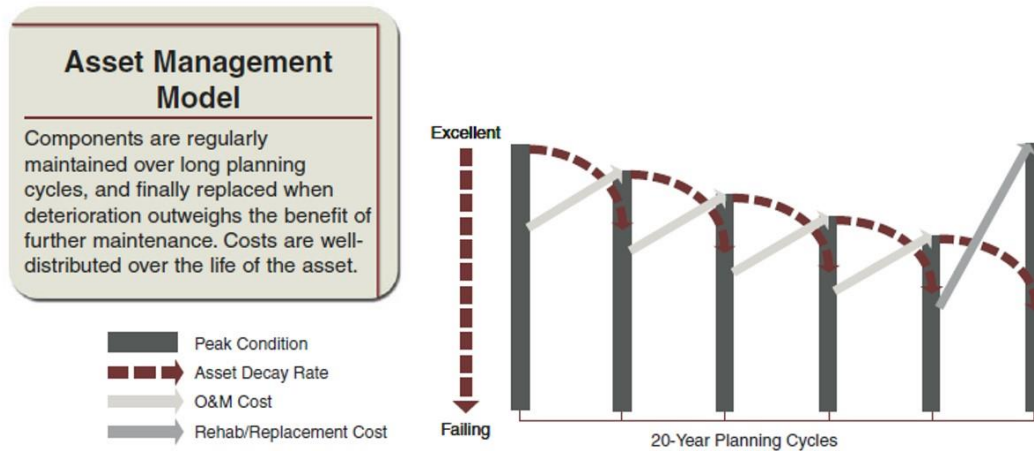 Asset Management
Model
Components are regularly
maintained over long planning
cycles, and finally replaced when
deterioration outweighs the benefit of
further maintenance. Costs are well-
distributed over the life of the asset.
Peak Condition
Asset Decay Rate
O&M Cost
Rehab/Replacement Cost
Excellent
Failing
20-Year Planning Cycles